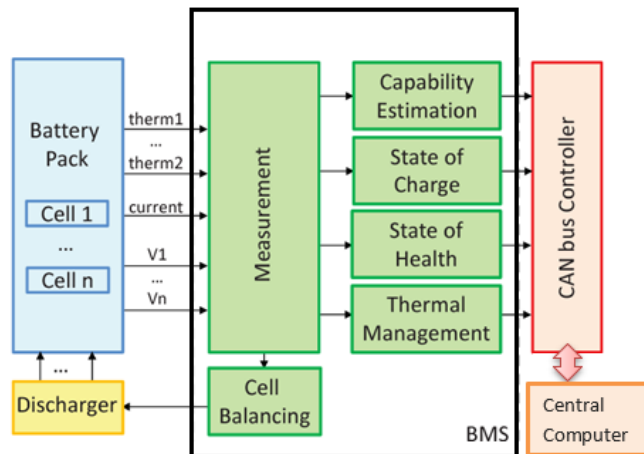 Battery
Pack
Cell 1
...
Cell n
therm1
...
therm2
current
V1
...
Vn
Measurement
Capability
Estimation
State of
Charge
State of
Health
Thermal
Management
CAN bus Controller
...
Discharger
Cell
Balancing
BMS
Central
Computer